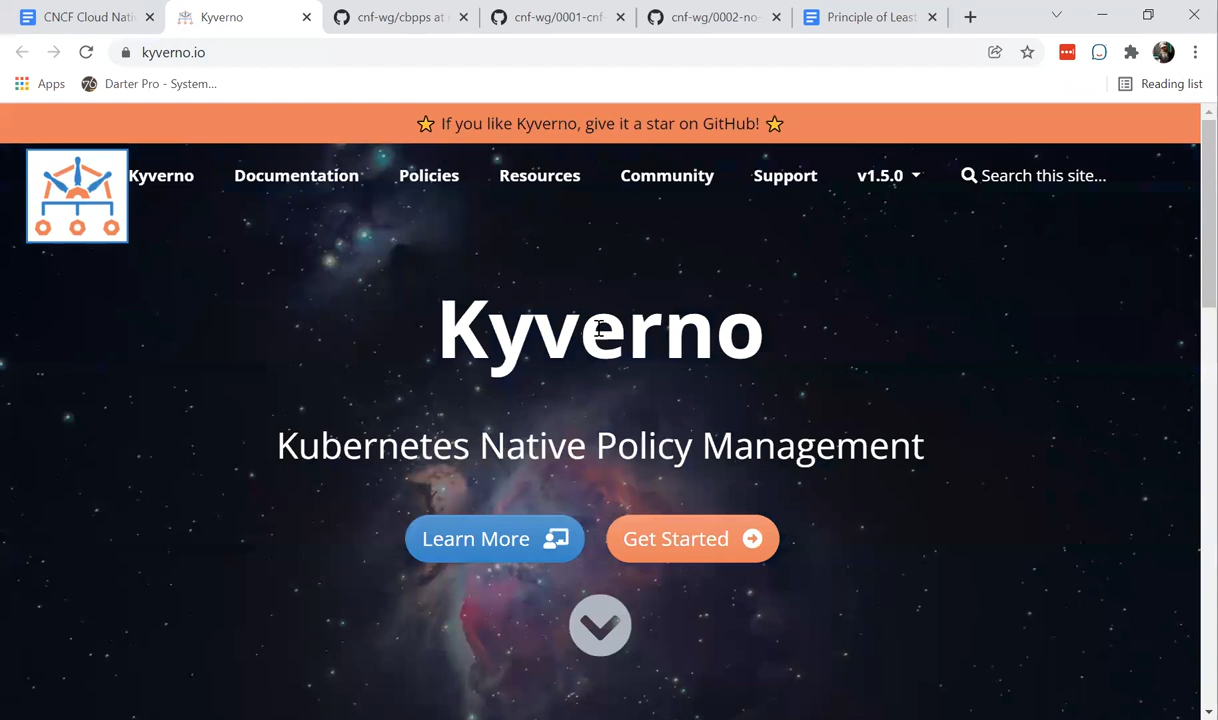 CNCF Cloud Nati
Kyverno
cnf-wg/cbpps at
cnf-wg/0001-cnf-
cnf-wg/0002-no-
Principle of Least
kyverno.io
Apps
Darter Pro - System...
Reading list
If you like Kyverno, give it a star on GitHub!
Kyverno
Documentation
Policies
Resources
Community
Support
v1.5.0
Search this site...
Kyverno
Kubernetes Native Policy Management
Learn More
Get Started